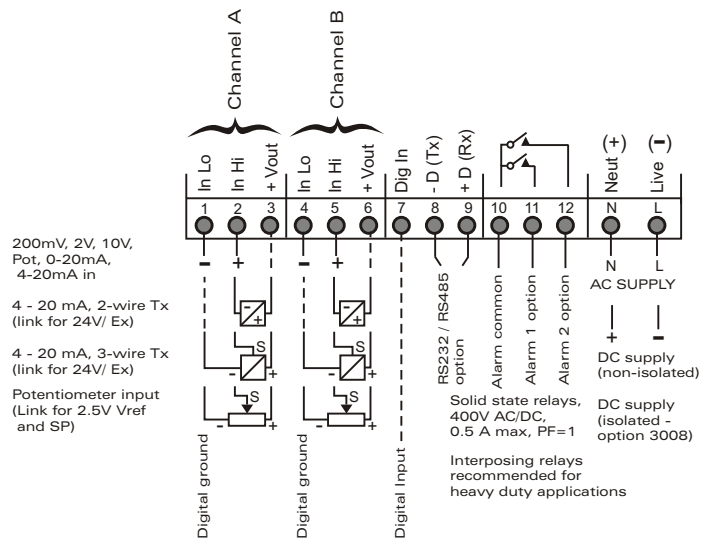 Channel A
Channel B
In Lo
In Hi
+ Vout
In Lo
In Hi
+ Vout
Dig In
- D (Tx)
+ D (Rx)
Neut (+)
Live (-)
1 2 3 4 5 6 7 8 9 10 11 12 N L
- + - + N L
AC SUPPLY
200mV, 2V, 10V,
Pot, 0-20mA,
4-20mA in
4 - 20 mA, 2-wire Tx
(link for 24V/ Ex)
- +
- +
4 - 20 mA, 3-wire Tx
(link for 24V/ Ex)
S
- +
S
- +
Potentiometer input
(Link for 2.5V Vref
and SP)
S
- +
S
- +
Digital ground
Digital ground
Digital Input
RS232 / RS485
option
Alarm common
Alarm 1 option
Alarm 2 option
+ -
DC supply
(non-isolated)
DC supply
(isolated -
option 3008)
Solid state relays,
400V AC/DC,
0.5 A max, PF=1
Interposing relays
recommended for
heavy duty applications